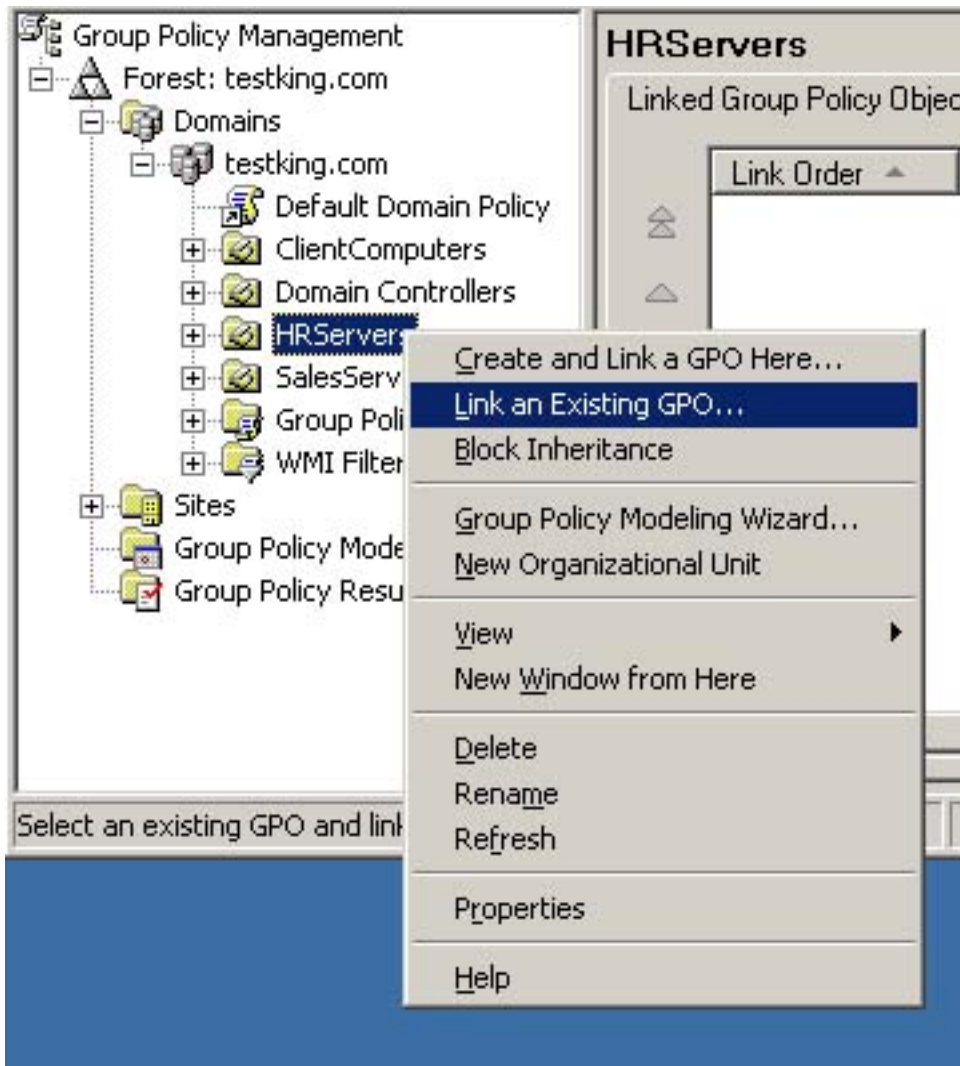 Group Policy Management
Forest: testking.com
Domains
testking.com
Default Domain Policy
ClientComputers
Domain Controllers
HRServers
SalesServ
Group Poli
WMI Filter
Sites
Group Policy Mode
Group Policy Resu
Select an existing GPO and link
HRServers
Linked Group Policy Objec
Link Order
Create and Link a GPO Here...
Link an Existing GPO...
Block Inheritance
Group Policy Modeling Wizard...
New Organizational Unit
View
New Window from Here
Delete
Rename
Refresh
Properties
Help